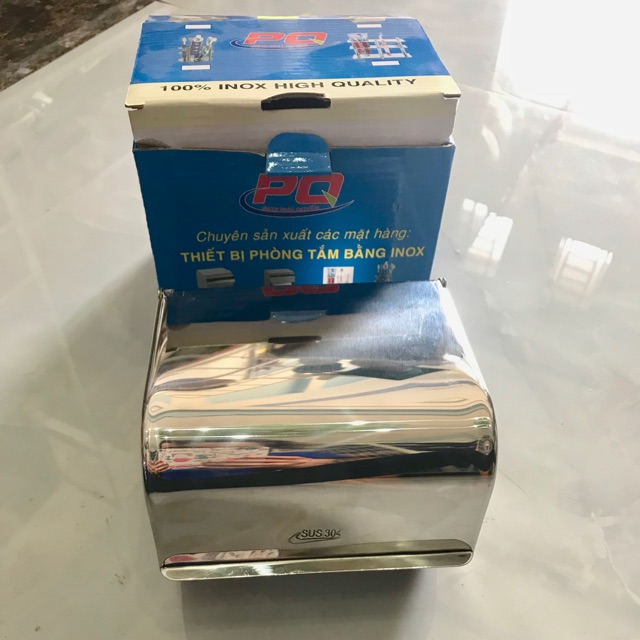 PQ
100% INOX HIGH QUALITY
PQ
Chuyên sản xuất các mặt hàng:
THIẾT BỊ PHÒNG TẮM BẰNG INOX
SUS 304